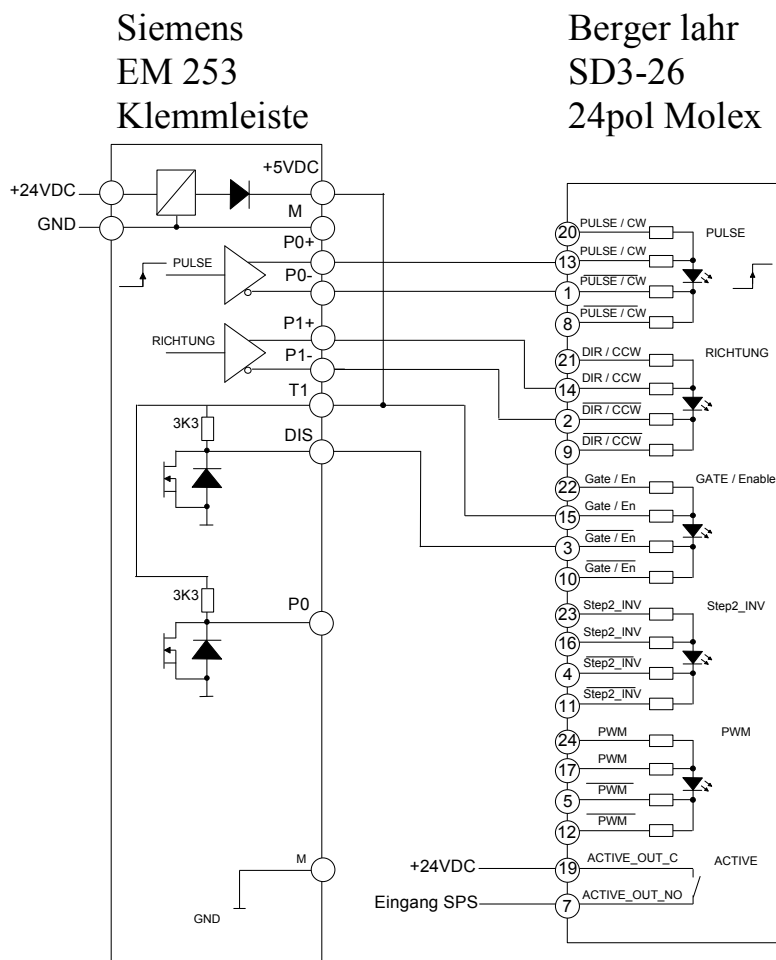 Siemens
EM 253
Klemmleiste
Berger lahr
SD3-26
24pol Molex
+24VDC
GND
+5VDC
M
P0+
PULSE
P0-
P1+
RICHTUNG
P1-
T1
3K3
DIS
3K3
P0
M
GND
20 PULSE / CW
PULSE
13 PULSE / CW
1 PULSE / CW
8 PULSE / CW
21 DIR / CCW
RICHTUNG
14 DIR / CCW
2 DIR / CCW
9 DIR / CCW
22 Gate / En
GATE / Enable
15 Gate / En
3 Gate / En
10 Gate / En
23 Step2_INV
Step2_INV
16 Step2_INV
4 Step2_INV
11 Step2_INV
24 PWM
PWM
17 PWM
5 PWM
12 PWM
+24VDC
19 ACTIVE_OUT_C
ACTIVE
Eingang SPS
7 ACTIVE_OUT_NO